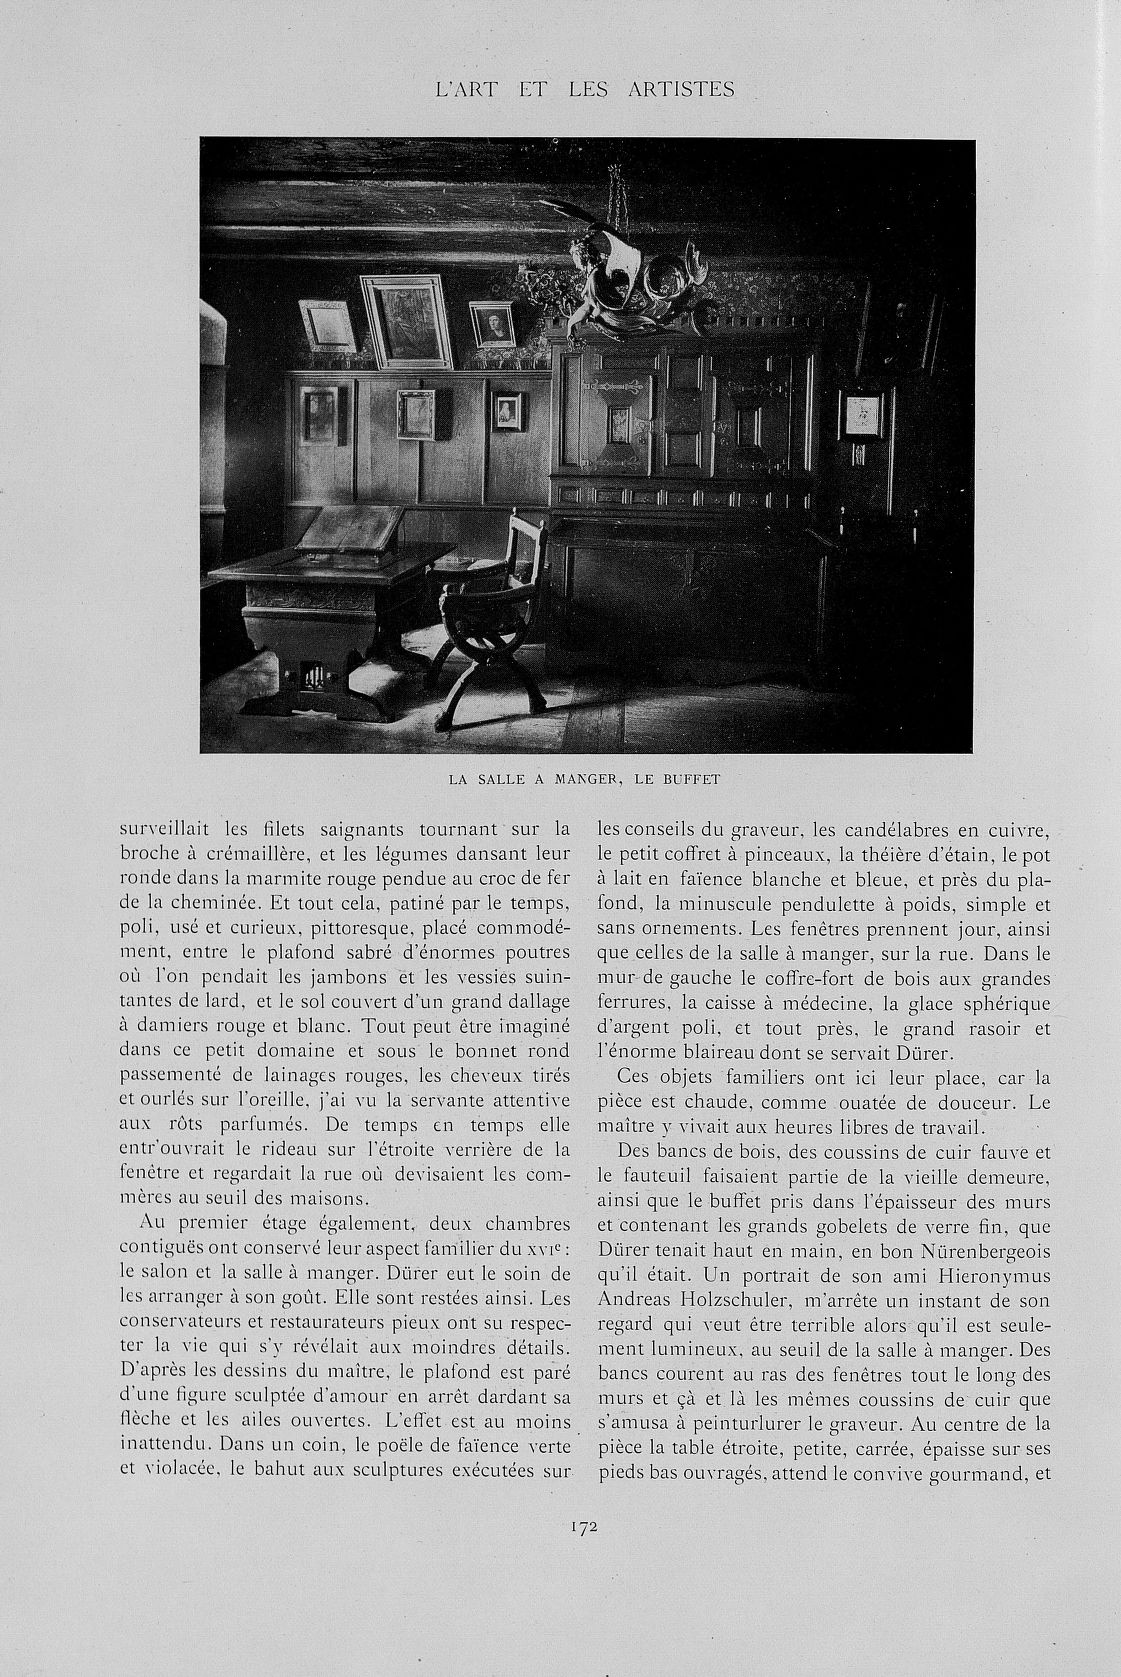 L'ART ET LES ARTISTES
LA SALLE A MANGER, LE BUFFET
surveillait les filets saignants tournant sur la
broche à crémaillère, et les légumes dansant leur
ronde dans la marmite rouge pendue au croc de fer
de la cheminée. Et tout cela, patiné par le temps,
poli, usé et curieux, pittoresque, placé commodé-
ment, entre le plafond sabré d'énormes poutres
où l'on pendait les jambons et les vessies suin-
tantes de lard, et le sol couvert d'un grand dallage
à damiers rouge et blanc. Tout peut être imaginé
dans ce petit domaine et sous le bonnet rond
passementé de lainages rouges, les cheveux tirés
et ourlés sur l'oreille, j'ai vu la servante attentive
aux rôts parfumés. De temps en temps elle
entr'ouvrait le rideau sur l'étroite verrière de la
fenêtre et regardait la rue où devisaient les com-
mères au seuil des maisons.
Au premier étage également, deux chambres
contiguës ont conservé leur aspect familier du XVIe :
le salon et la salle à manger. Dürer eut le soin de
les arranger à son goût. Elle sont restées ainsi. Les
conservateurs et restaurateurs pieux ont su respec-
ter la vie qui s'y révélait aux moindres détails.
D'après les dessins du maître, le plafond est paré
d'une figure sculptée d'amour en arrêt dardant sa
flèche et les ailes ouvertes. L'effet est au moins
inattendu. Dans un coin, le poële de faïence verte
et violacée, le bahut aux sculptures exécutées sur
les conseils du graveur, les candélabres en cuivre,
le petit coffret à pinceaux, la théière d'étain, le pot
à lait en faïence blanche et bleue, et près du pla-
fond, la minuscule pendulette à poids, simple et
sans ornements. Les fenêtres prennent jour, ainsi
que celles de la salle à manger, sur la rue. Dans le
mur de gauche le coffre-fort de bois aux grandes
ferrures, la caisse à médecine, la glace sphérique
d'argent poli, et tout près, le grand rasoir et
l'énorme blaireau dont se servait Dürer.
Ces objets familiers ont ici leur place, car la
pièce est chaude, comme ouatée de douceur. Le
maître y vivait aux heures libres de travail.
Des bancs de bois, des coussins de cuir fauve et
le fauteuil faisaient partie de la vieille demeure,
ainsi que le buffet pris dans l'épaisseur des murs
et contenant les grands gobelets de verre fin, que
Dürer tenait haut en main, en bon Nürenbergeois
qu'il était. Un portrait de son ami Hieronymus
Andreas Holzschuler, m'arrête un instant de son
regard qui veut être terrible alors qu'il est seule-
ment lumineux, au seuil de la salle à manger. Des
bancs courent au ras des fenêtres tout le long des
murs et çà et là les mêmes coussins de cuir que
s'amusa à peinturlurer le graveur. Au centre de la
pièce la table étroite, petite, carrée, épaisse sur ses
pieds bas ouvragés, attend le convive gourmand, et
172